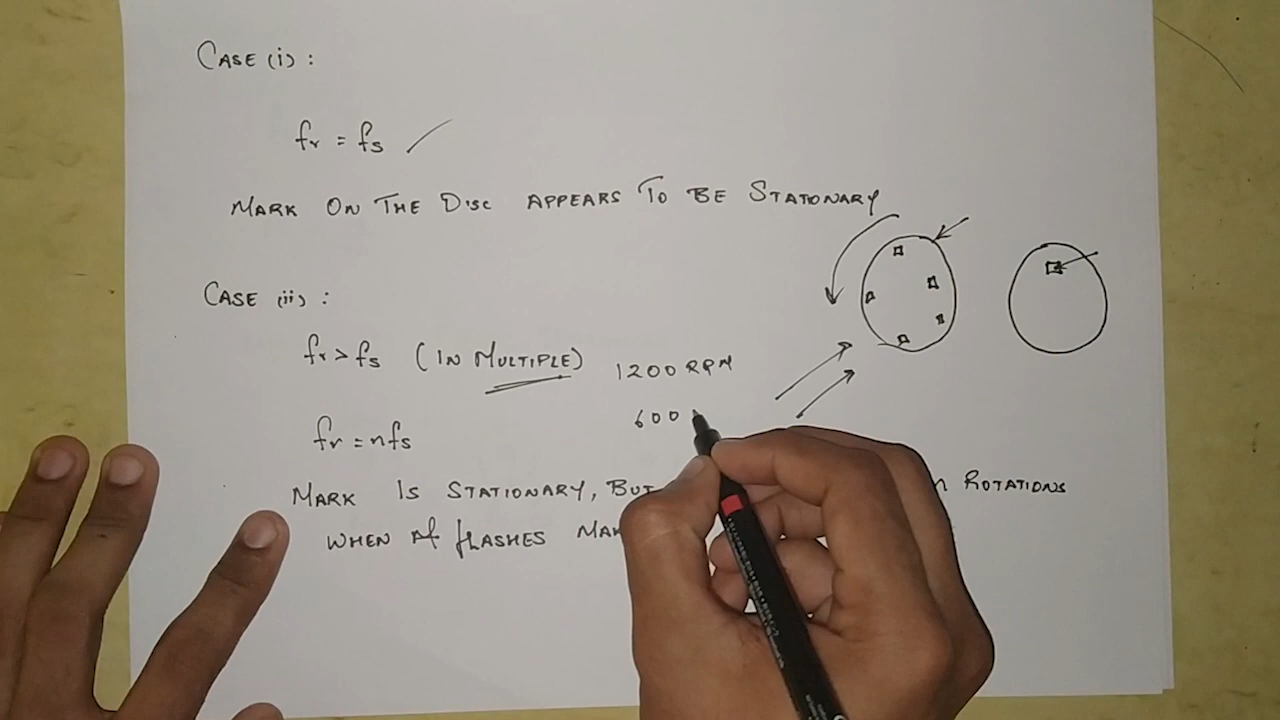 CASE (i) :
fr = fs
MARK ON THE DISC APPEARS TO BE STATIONARY
CASE (ii) :
fr > fs (IN MULTIPLE) 1200 RPM
600
fr = nfs
MARK IS STATIONARY, BUT ROTATIONS
WHEN FLASHES